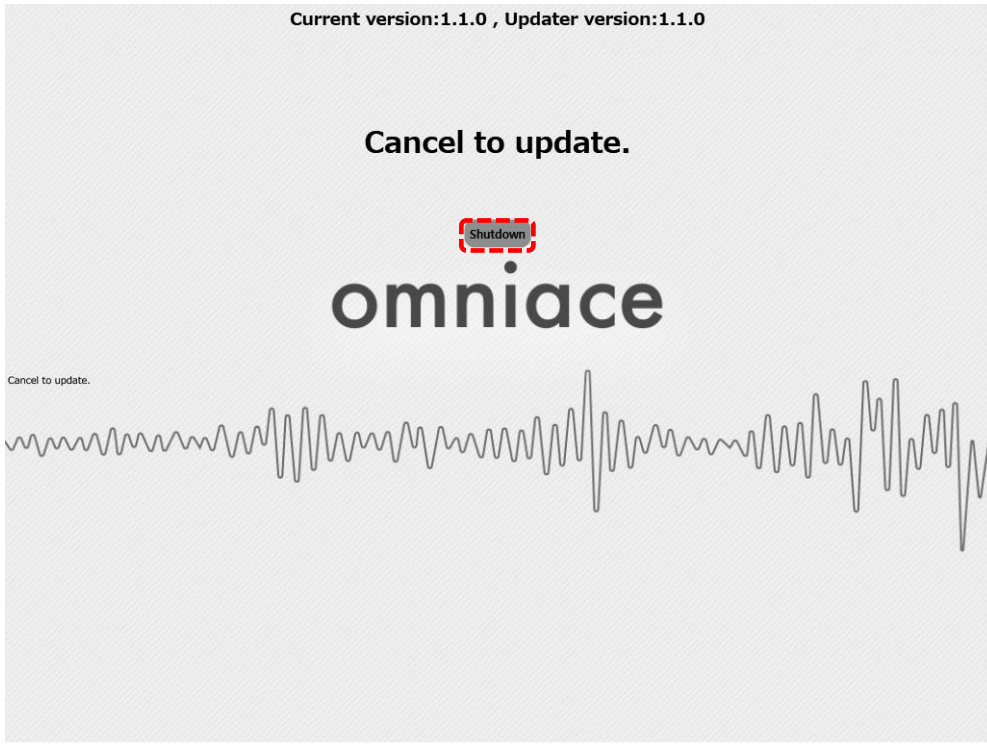 Current version:1.1.0 , Updater version:1.1.0
Cancel to update.
Shutdown
omniace
Cancel to update.